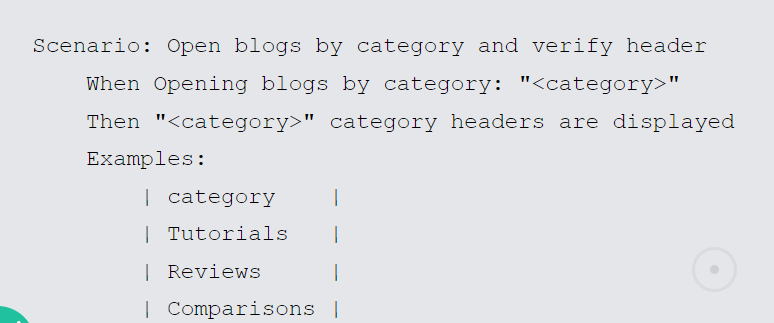 Scenario: Open blogs by category and verify header
When Opening blogs by category: "<category>"
Then "<category>" category headers are displayed
Examples:
| category |
| Tutorials |
| Reviews |
| Comparisons |